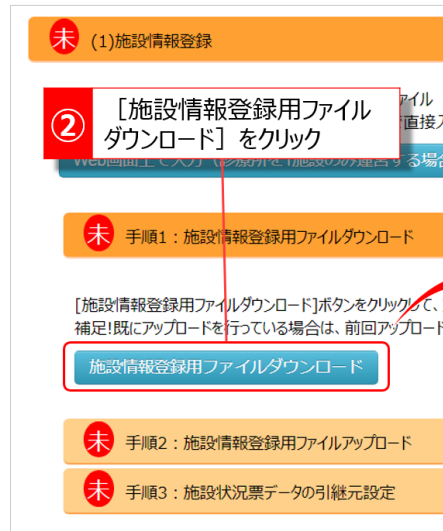 未 (1)施設情報登録
② ［施設情報登録用ファイル
ダウンロード］をクリック
ァイル
直接入
Web画面上で入力（診療所を1施設のみ運営する場合
未 手順1：施設情報登録用ファイルダウンロード
[施設情報登録用ファイルダウンロード]ボタンをクリックして、
補足!既にアップロードを行っている場合は、前回アップロード
施設情報登録用ファイルダウンロード
未 手順2：施設情報登録用ファイルアップロード
未 手順3：施設状況票データの引継元設定